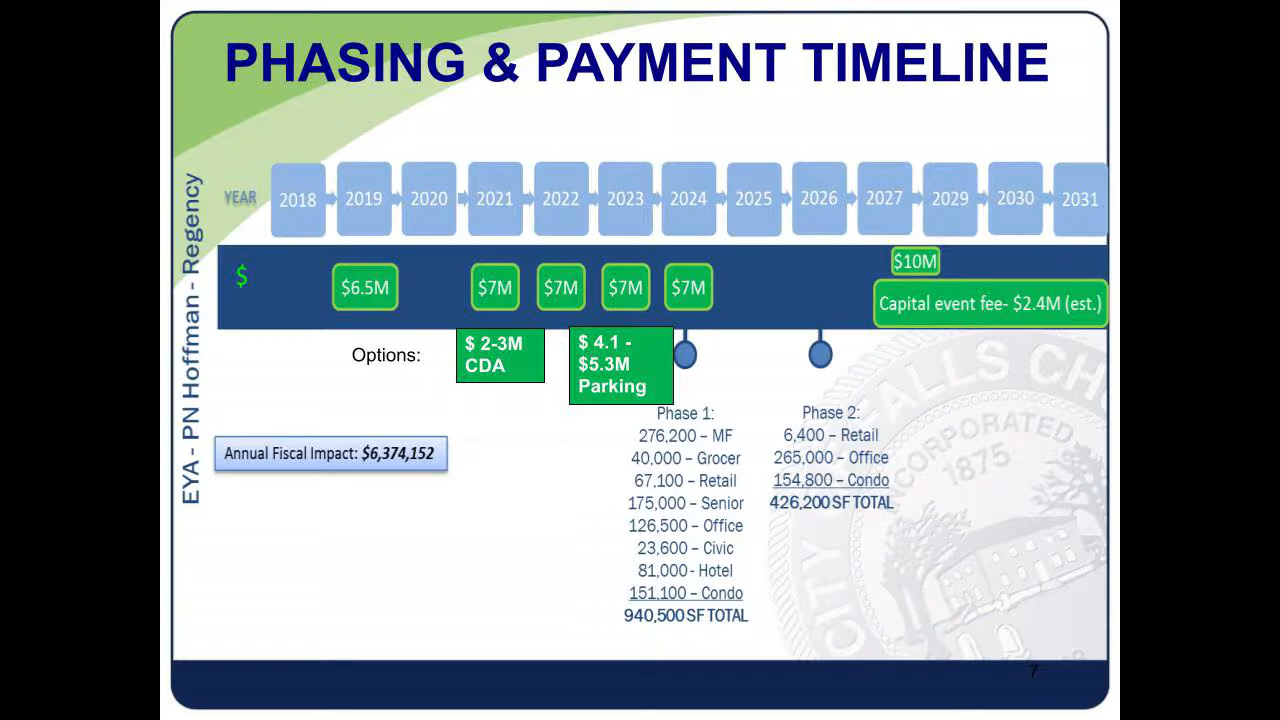 PHASING & PAYMENT TIMELINE
EYA - PN Hoffman - Regency
YEAR 2018 2019 2020 2021 2022 2023 2024 2025 2026 2027 2029 2030 2031
$ $6.5M $7M $7M $7M $7M
$10M
Capital event fee- $2.4M (est.)
Options:
$ 2-3M
CDA
$ 4.1 -
$5.3M
Parking
Annual Fiscal Impact: $6,374,152
Phase 1:
276,200 – MF
40,000 – Grocer
67,100 – Retail
175,000 – Senior
126,500 – Office
23,600 – Civic
81,000 - Hotel
151,100 – Condo
940,500 SF TOTAL
Phase 2:
6,400 – Retail
265,000 – Office
154,800 – Condo
426,200 SF TOTAL
CITY FALLS CH
INCORPORATED
1875
7